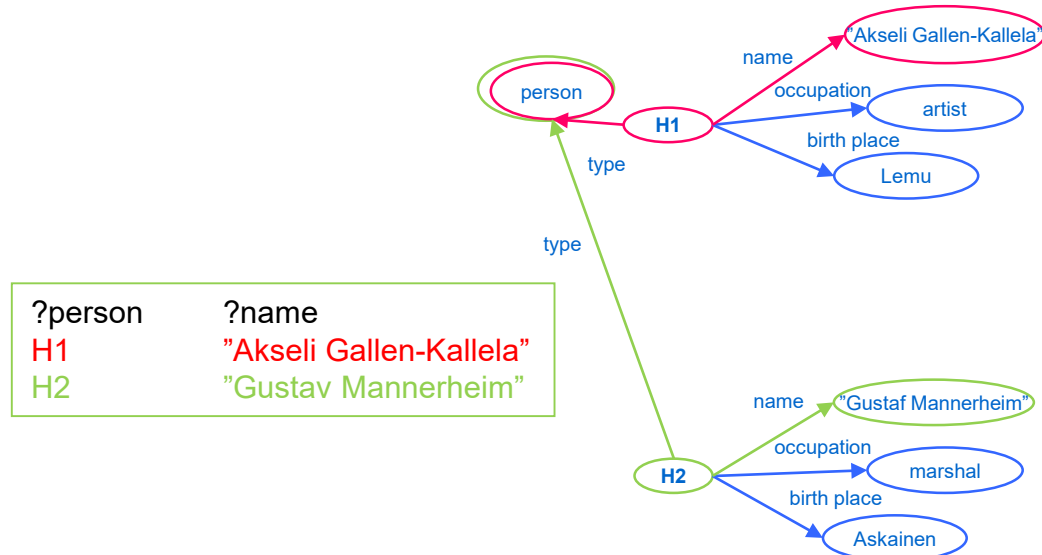 ”Akseli Gallen-Kallela”
name
person
occupation
artist
H1
birth place
Lemu
type
type
?person ?name
H1 ”Akseli Gallen-Kallela”
H2 ”Gustav Mannerheim”
name
”Gustaf Mannerheim”
occupation
H2
marshal
birth place
Askainen